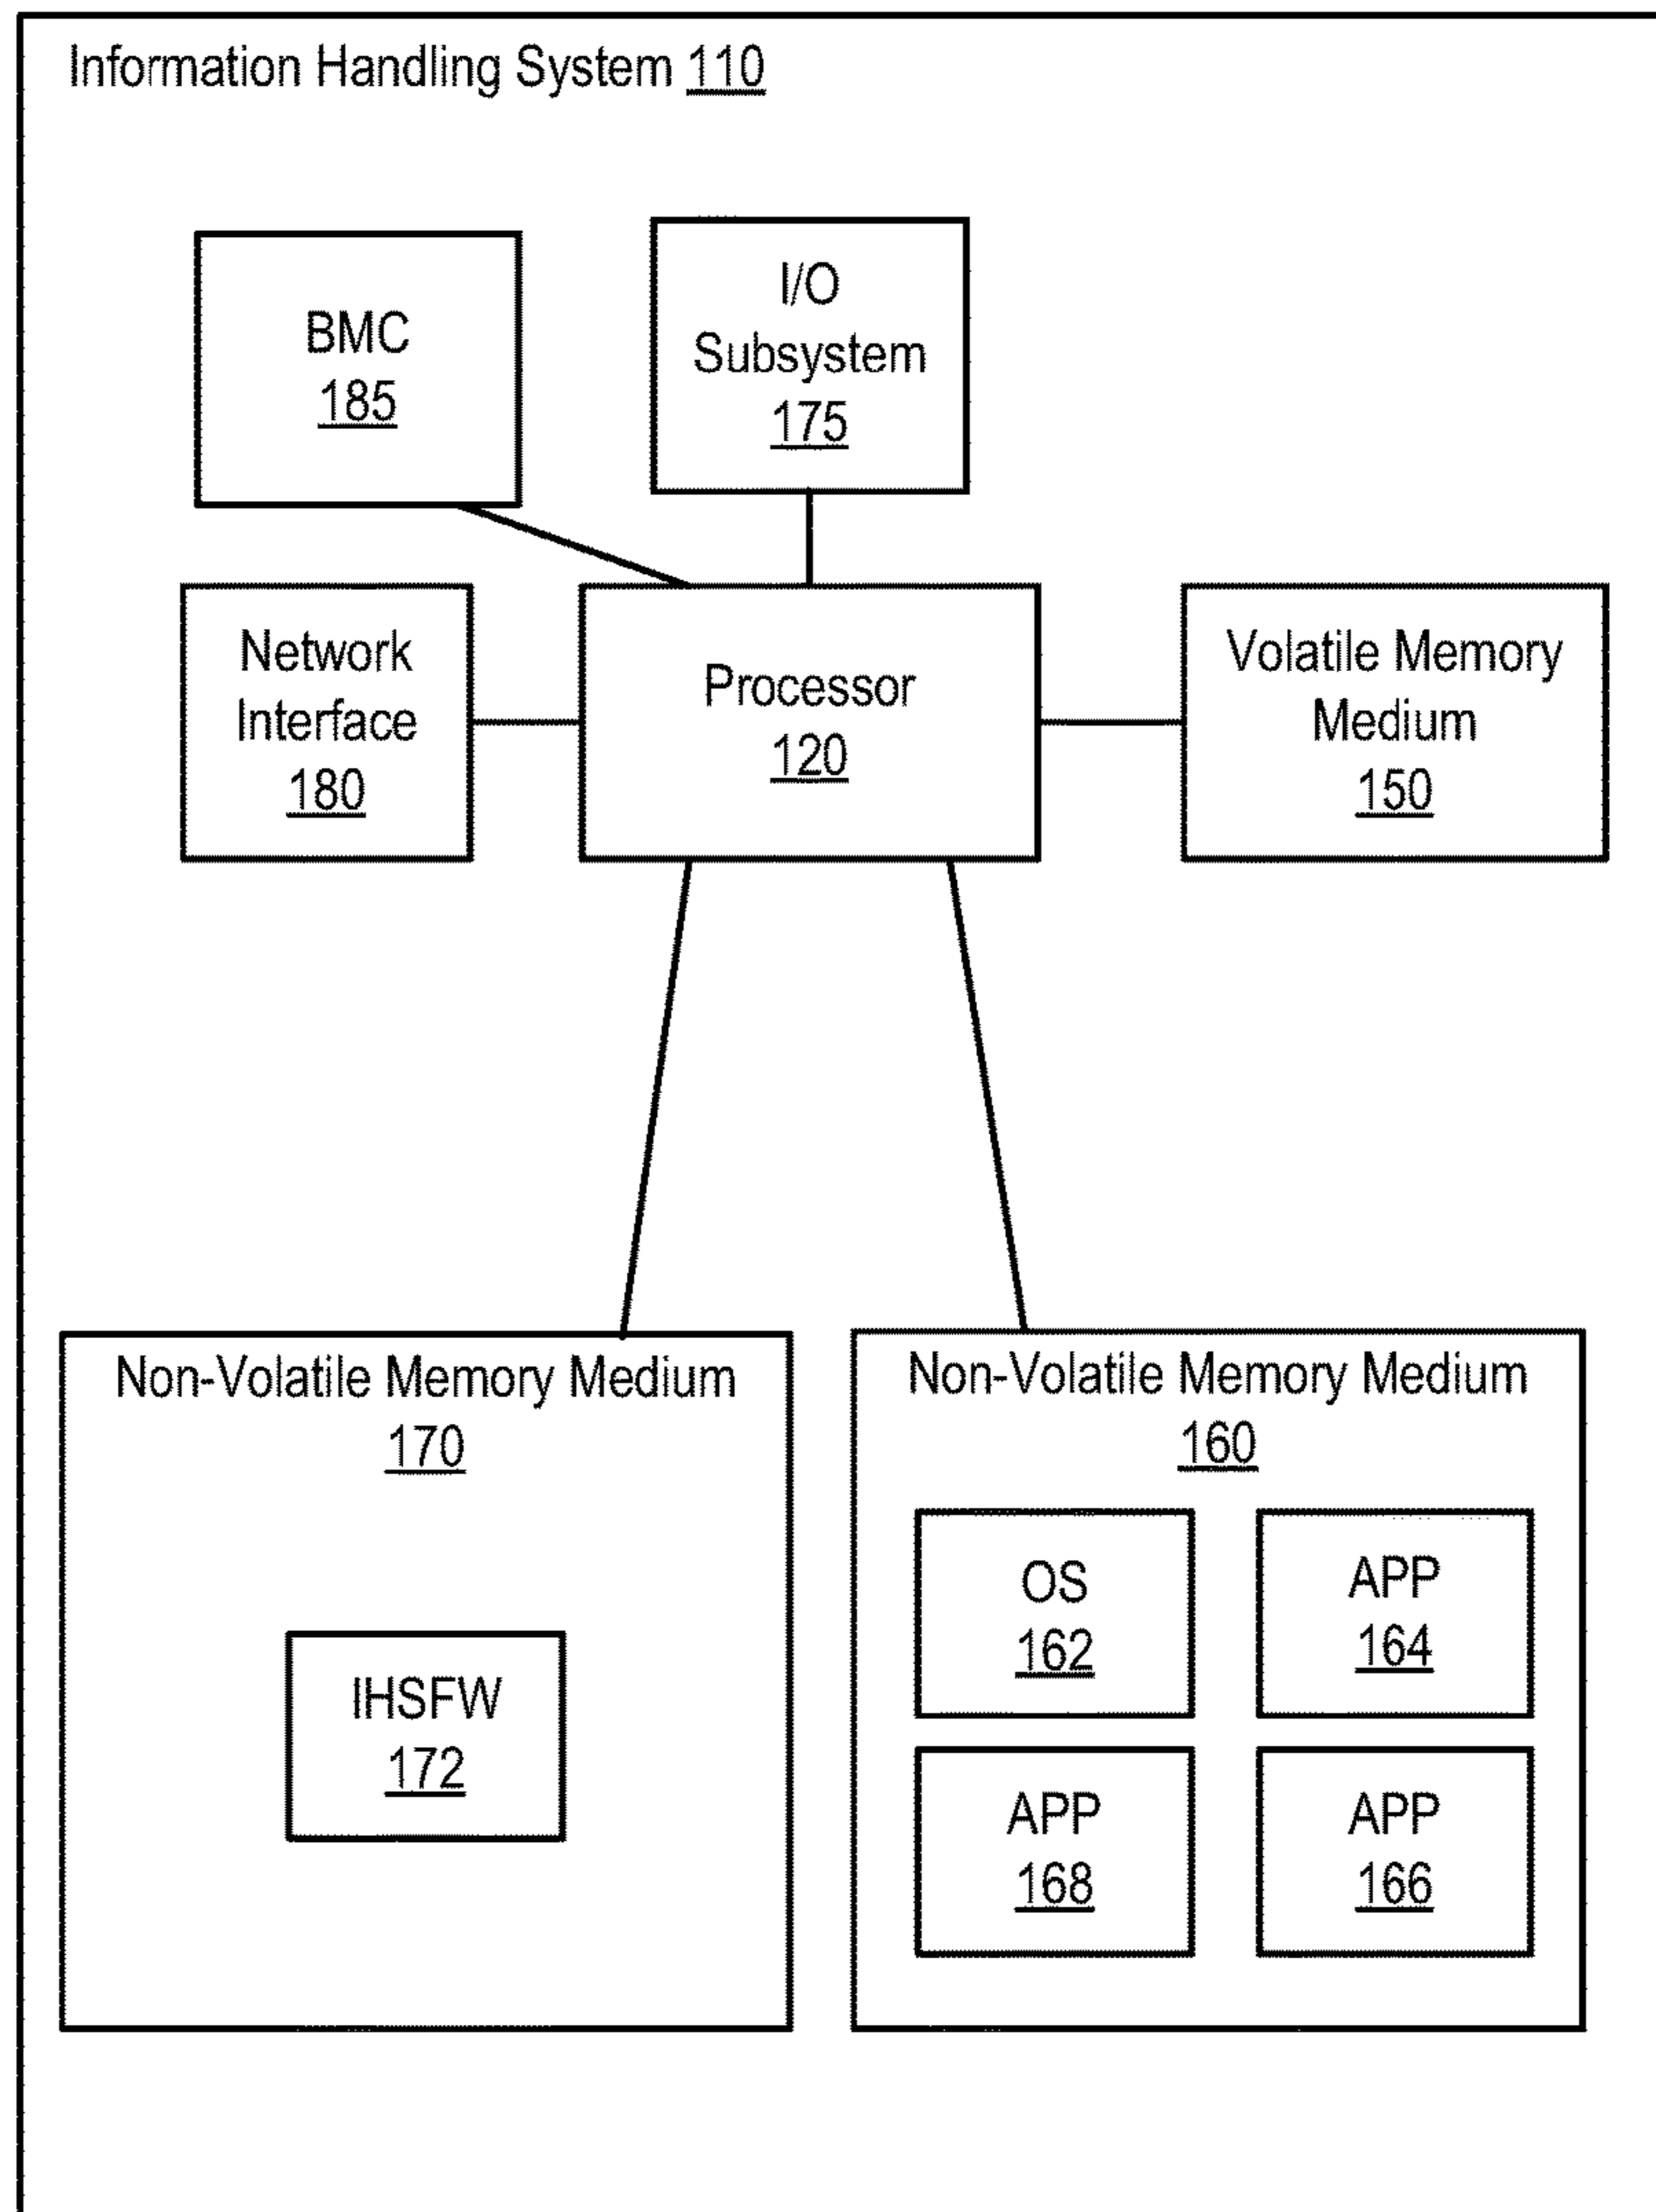 Information Handling System 110
BMC
185
I/O
Subsystem
175
Network
Interface
180
Processor
120
Volatile Memory
Medium
150
Non-Volatile Memory Medium
170
IHSFW
172
Non-Volatile Memory Medium
160
OS
162
APP
164
APP
168
APP
166